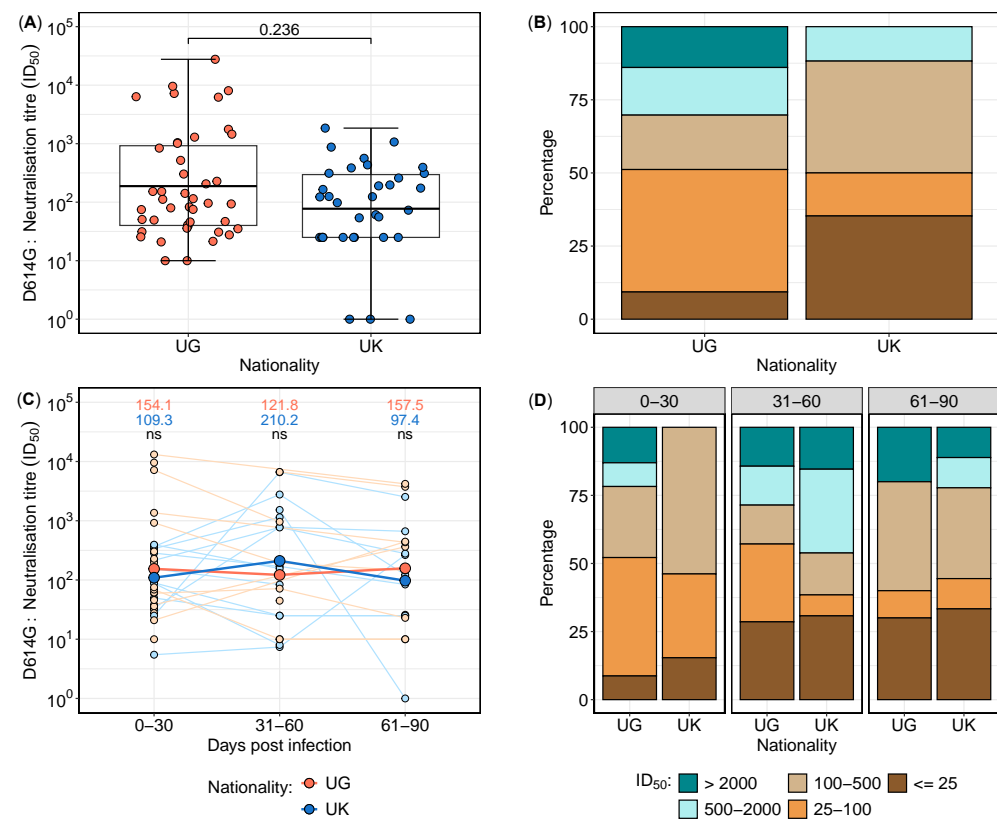 (A)
D614G : Neutralisation titre (ID50)
10^5
10^4
10^3
10^2
10^1
10^0
0.236
UG UK
Nationality
(B)
Percentage
100
75
50
25
0
UG UK
Nationality
(C)
D614G : Neutralisation titre (ID50)
10^5
10^4
10^3
10^2
10^1
10^0
154.1 121.8 157.5
109.3 210.2 97.4
ns ns ns
0–30 31–60 61–90
Days post infection
Nationality: UG
UK
(D)
0–30 31–60 61–90
Percentage
100
75
50
25
0
UG UK UG UK UG UK
Nationality
ID50: > 2000 100–500 <= 25
500–2000 25–100